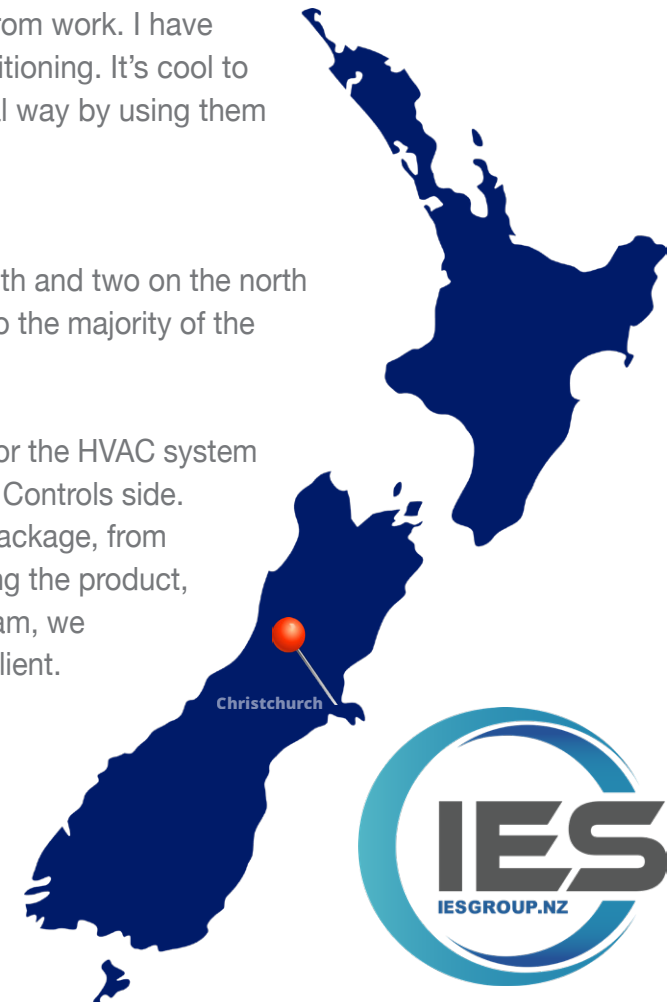 rom work. I have
itioning. It’s cool to
al way by using them
th and two on the north
o the majority of the
or the HVAC system
Controls side.
ackage, from
ng the product,
am, we
lient.
Christchurch
IES
IESGROUP.NZ